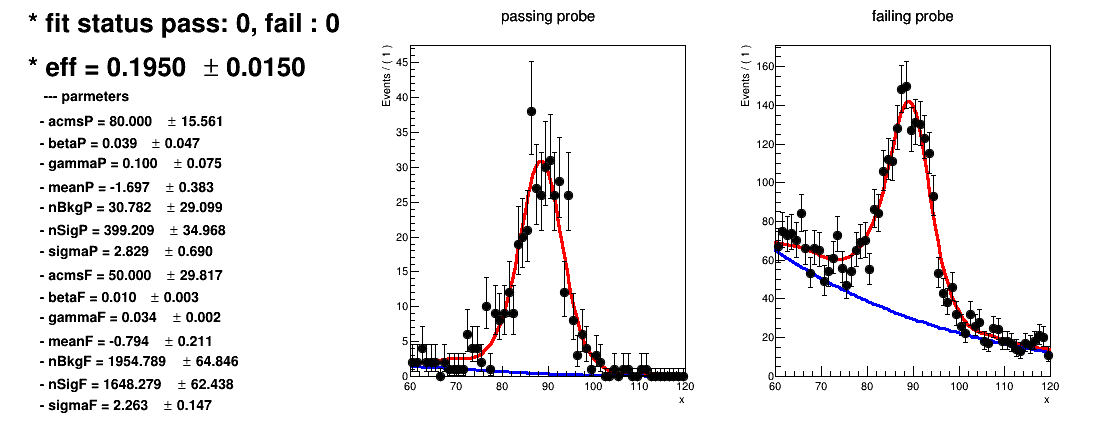 * fit status pass: 0, fail : 0
* eff = 0.1950 ± 0.0150
--- parmeters
- acmsP = 80.000 ± 15.561
- betaP = 0.039 ± 0.047
- gammaP = 0.100 ± 0.075
- meanP = -1.697 ± 0.383
- nBkgP = 30.782 ± 29.099
- nSigP = 399.209 ± 34.968
- sigmaP = 2.829 ± 0.690
- acmsF = 50.000 ± 29.817
- betaF = 0.010 ± 0.003
- gammaF = 0.034 ± 0.002
- meanF = -0.794 ± 0.211
- nBkgF = 1954.789 ± 64.846
- nSigF = 1648.279 ± 62.438
- sigmaF = 2.263 ± 0.147
passing probe
Events / ( 1 )
45
40
35
30
25
20
15
10
5
0
60 70 80 90 100 110 120
x
failing probe
Events / ( 1 )
160
140
120
100
80
60
40
20
0
60 70 80 90 100 110 120
x